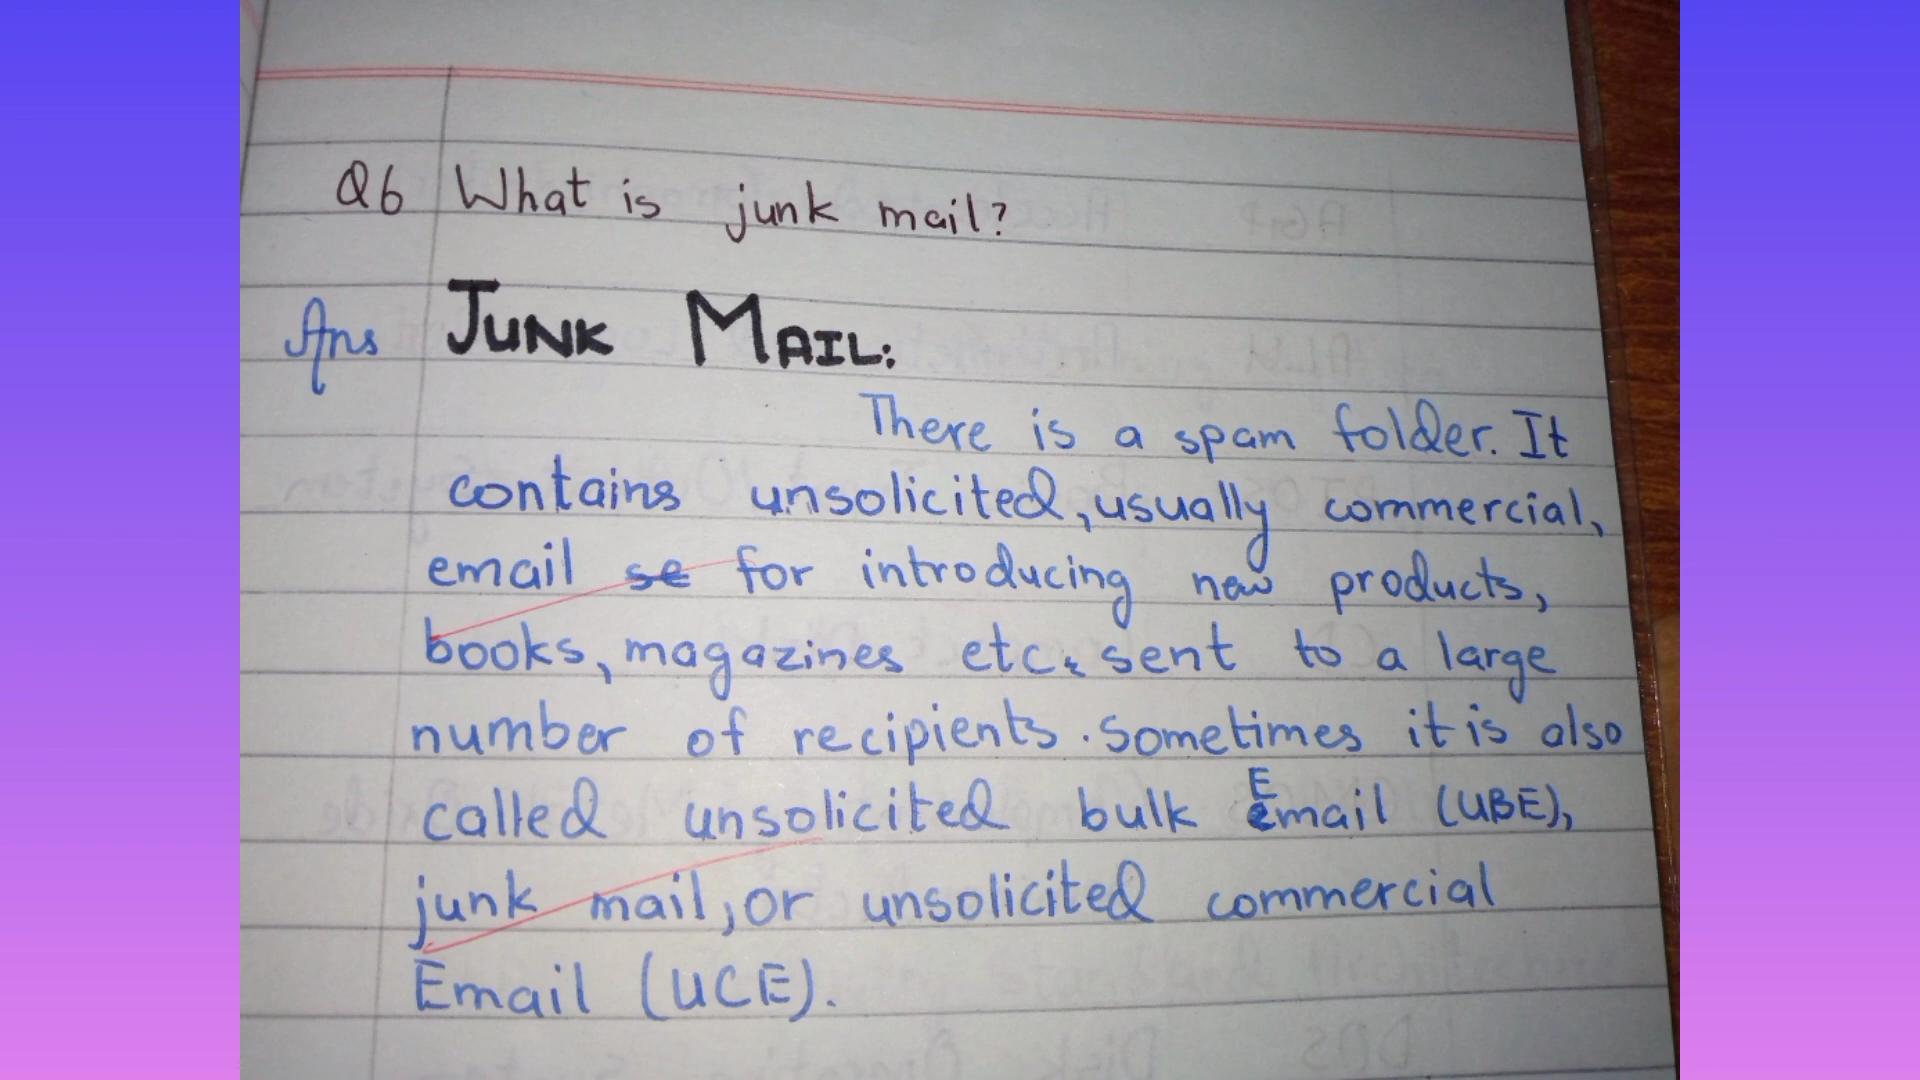 Q6 What is junk mail?
Ans JUNK MAIL:
There is a spam folder. It
contains unsolicited, usually commercial,
email se for introducing new products,
books, magazines etc. sent to a large
number of recipients. Sometimes it is also
called unsolicited bulk Email (UBE),
junk mail, or unsolicited commercial
Email (UCE).